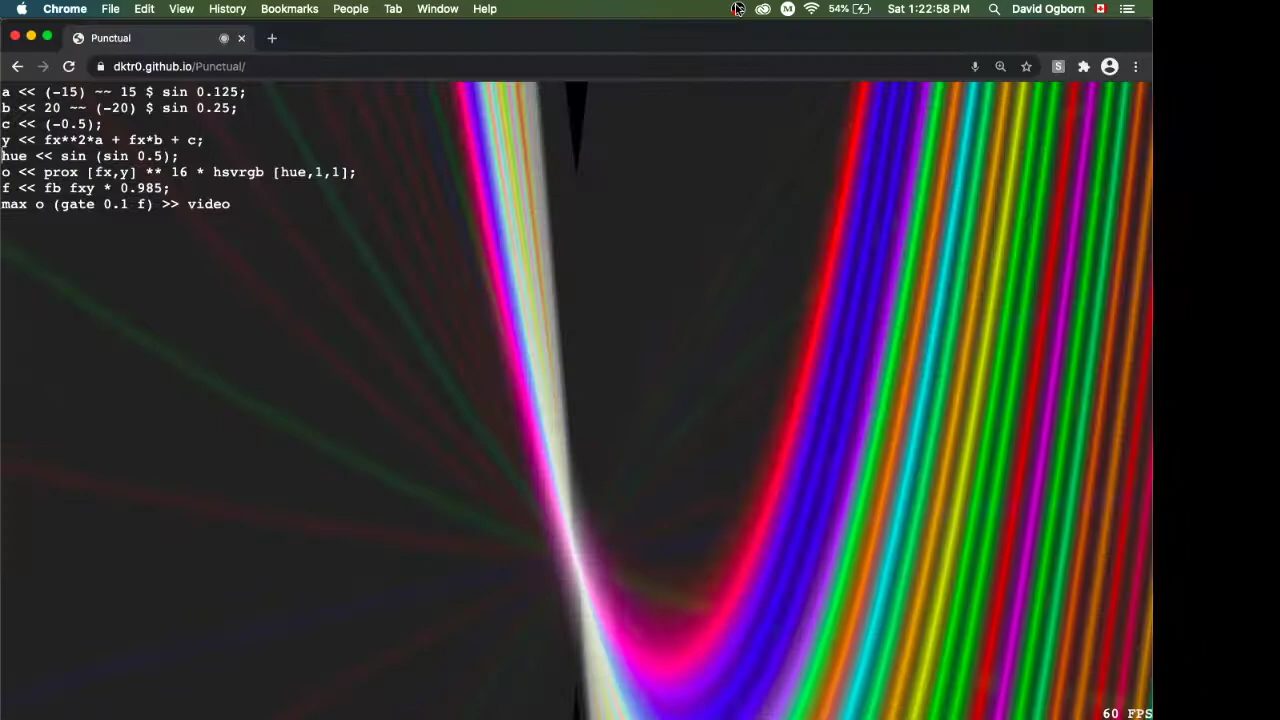 Chrome File Edit View History Bookmarks People Tab Window Help 54% Sat 1:22:58 PM David Ogborn
Punctual
dktr0.github.io/Punctual/
a << (-15) ~~ 15 $ sin 0.125;
b << 20 ~~ (-20) $ sin 0.25;
c << (-0.5);
y << fx**2*a + fx*b + c;
hue << sin (sin 0.5);
o << prox [fx,y] ** 16 * hsvrgb [hue,1,1];
f << fb fxy * 0.985;
max o (gate 0.1 f) >> video
60 FPS